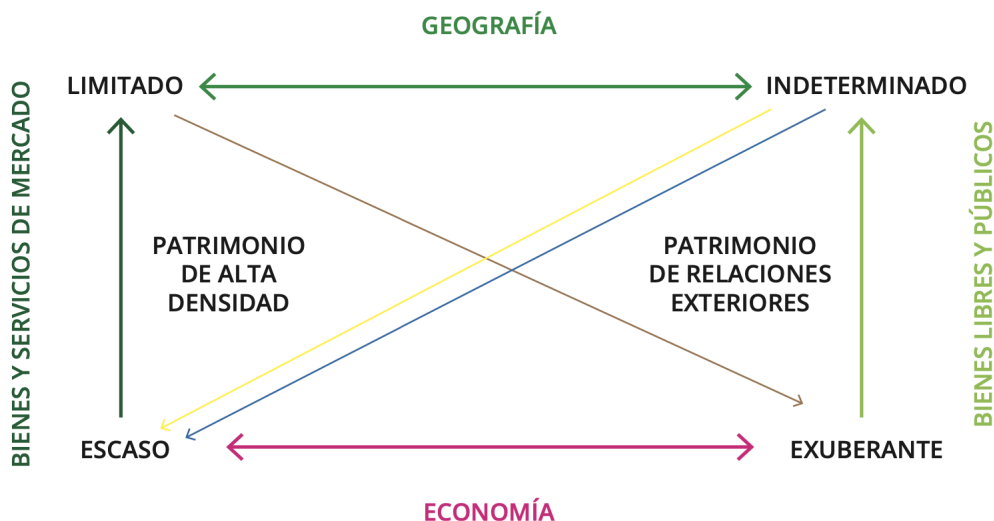 GEOGRAFÍA
LIMITADO
INDETERMINADO
BIENES Y SERVICIOS DE MERCADO
PATRIMONIO
DE ALTA
DENSIDAD
PATRIMONIO
DE RELACIONES
EXTERIORES
BIENES LIBRES Y PÚBLICOS
ESCASO
EXUBERANTE
ECONOMÍA